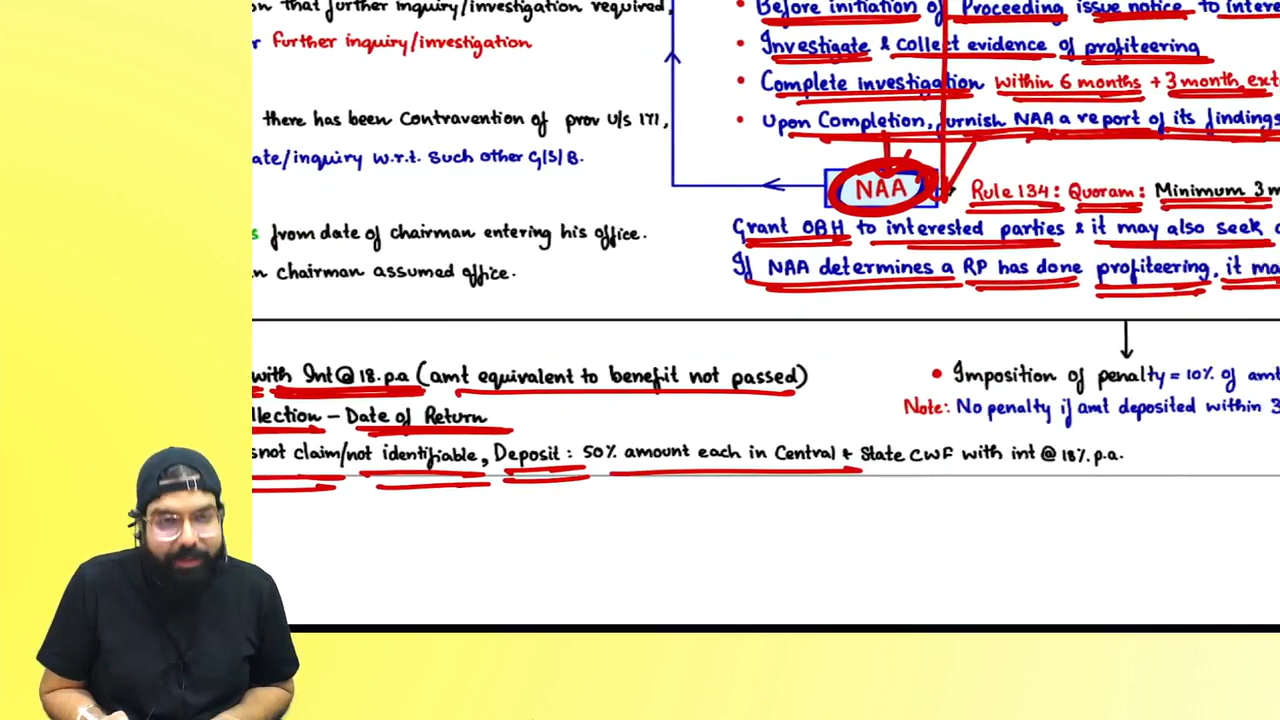 on that further inquiry/investigation required,
r further inquiry/investigation
there has been Contravention of prov u/s 171,
ate/inquiry w.r.t. Such other G/S/B.
s from date of chairman entering his office.
n chairman assumed office.
• Before initiation of Proceeding issue notice to intere
• Investigate & collect evidence of profiteering
• Complete investigation within 6 months + 3 month ext
• upon Completion, furnish NAA a report of its findings
NAA
Rule 134: Quoram: Minimum 3 m
Grant OBH to interested parties & it may also seek
If NAA determines a RP has done profiteering, it ma
with Int @ 18. p.a (amt equivalent to benefit not passed)
llection – Date of Return
snot claim/not identifiable, Deposit: 50% amount each in Central & State CWF with int @ 18% p.a.
• Imposition of penalty = 10% of amt
Note: No penalty if amt deposited within 3